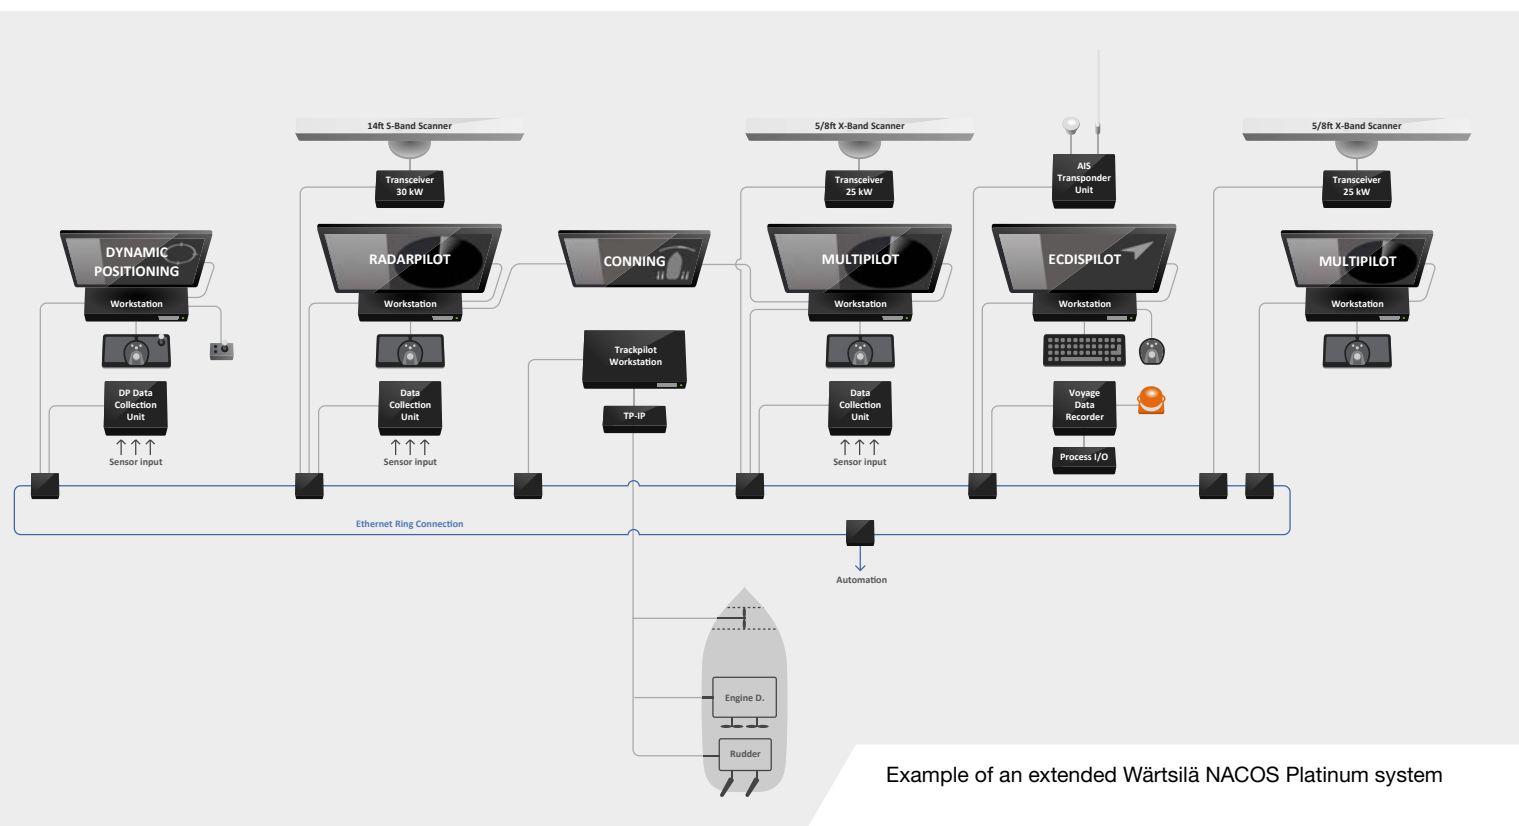 14ft S-Band Scanner
5/8ft X-Band Scanner
5/8ft X-Band Scanner
Transceiver
30 kW
Transceiver
25 kW
AIS
Transponder
Unit
Transceiver
25 kW
DYNAMIC
POSITIONING
RADARPILOT
CONNING
MULTIPILOT
ECDISPILOT
MULTIPILOT
Workstation
Workstation
Workstation
Workstation
Workstation
Trackpilot
Workstation
DP Data
Collection
Unit
Data
Collection
Unit
TP-IP
Data
Collection
Unit
Voyage
Data
Recorder
Sensor input
Sensor input
Sensor input
Process I/O
Ethernet Ring Connection
Automation
Engine D.
Rudder
Example of an extended Wärtsilä NACOS Platinum system